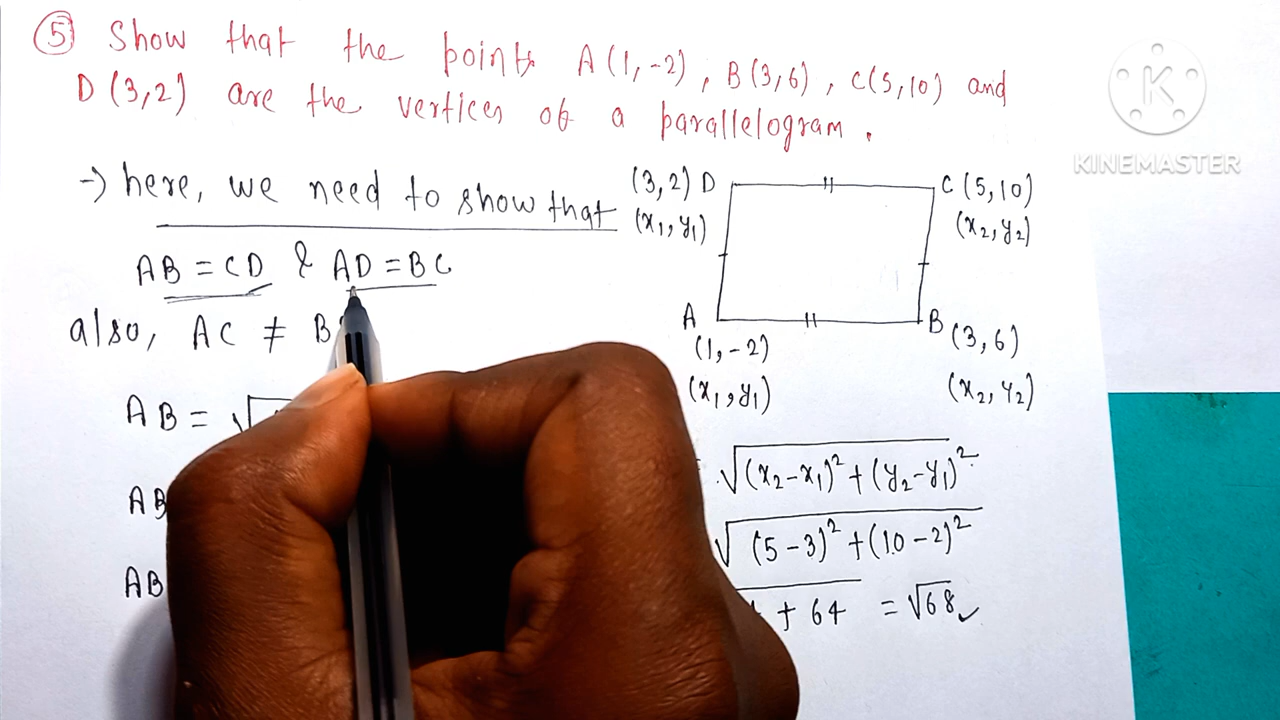 ⑤ Show that the points A(1,-2), B(3,6), C(5,10) and
D(3,2) are the vertices of a parallelogram.
→ here, we need to show that
AB = CD & AD = BC
also, AC ≠ B
AB = √
AB
AB
(3,2) D
C (5,10)
(x₁,y₁)
(x₂,y₂)
A
B (3,6)
(1,-2)
(x₁,y₁)
(x₂,y₂)
√(x₂-x₁)²+(y₂-y₁)²
√(5-3)²+(10-2)²
+ 64 = √68
K
KINEMASTER